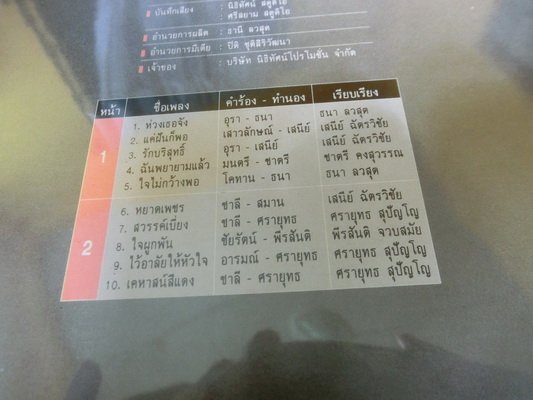 : นิธิทัศน์ สตูดิโอ
บันทึกเสียง : ศรีสยาม สตูดิโอ
อำนวยการผลิต : ธานี ลวสุต
อำนวยการมีเดีย : ปิติ ชุติสิริวัฒนา
เจ้าของ : บริษัท นิธิทัศน์โปรโมชั่น จำกัด
หน้า ชื่อเพลง คำร้อง - ทำนอง เรียบเรียง
1
1. ห่วงเธอจัง อุรา - ธนา ธนา ลวสุต
2. แค่ฝันก็พอ เสาวลักษณ์ - เสนีย์ เสนีย์ ฉัตรวิชัย
3. รักบริสุทธิ์ อุรา - เสนีย์ เสนีย์ ฉัตรวิชัย
4. ฉันพยายามแล้ว มนตรี - ชาตรี ชาตรี คงสุวรรณ
5. ใจไม่กว้างพอ โคทาน - ธนา ธนา ลวสุต
2
6. หยาดเพชร ชาลี - สมาน เสนีย์ ฉัตรวิชัย
7. สวรรค์เบี่ยง ชาลี - ศรายุทธ ศรายุทธ สุปัญโญ
8. ใจผูกพัน ชัยรัตน์ - พีรสันติ พีรสันติ จวบสมัย
9. ไว้อาลัยให้หัวใจ อารมณ์ - ศรายุทธ ศรายุทธ สุปัญโญ
10. เคหาสน์สีแดง ชาลี - ศรายุทธ ศรายุทธ สุปัญโญ